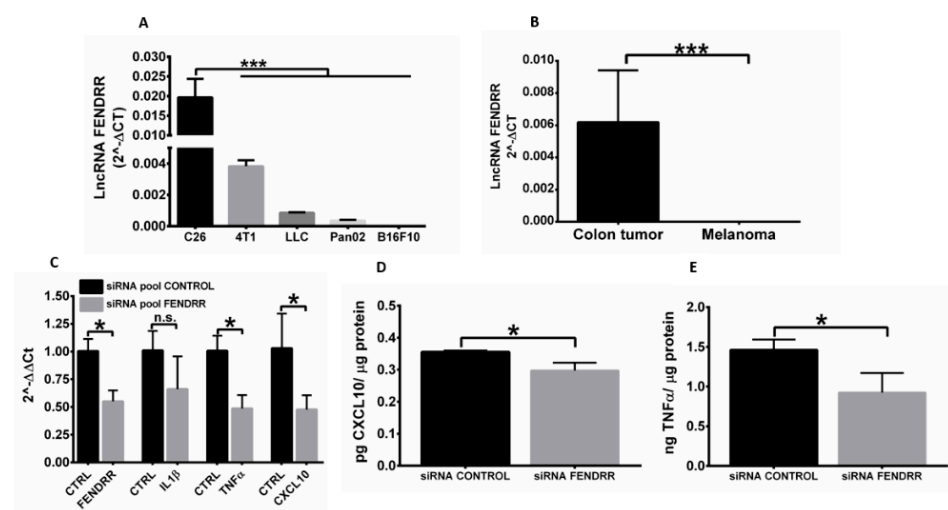 A
LncRNA FENDRR
(2^-ΔCT)
0.030
0.025
0.020
0.015
0.010
0.004
0.002
0.000
***
C26 4T1 LLC Pan02 B16F10
B
LncRNA FENDRR
2^-ΔCT
0.010
0.008
0.006
0.004
0.002
0.000
***
Colon tumor Melanoma
C
siRNA pool CONTROL
siRNA pool FENDRR
2^-ΔΔCt
1.50
1.25
1.00
0.75
0.50
0.25
0.00
* n.s. * *
CTRL FENDRR CTRL IL1β CTRL TNFα CTRL CXCL10
D
pg CXCL10/ µg protein
0.5
0.4
0.3
0.2
0.1
0.0
*
siRNA CONTROL siRNA FENDRR
E
ng TNFα/ µg protein
2.0
1.5
1.0
0.5
0.0
*
siRNA CONTROL siRNA FENDRR